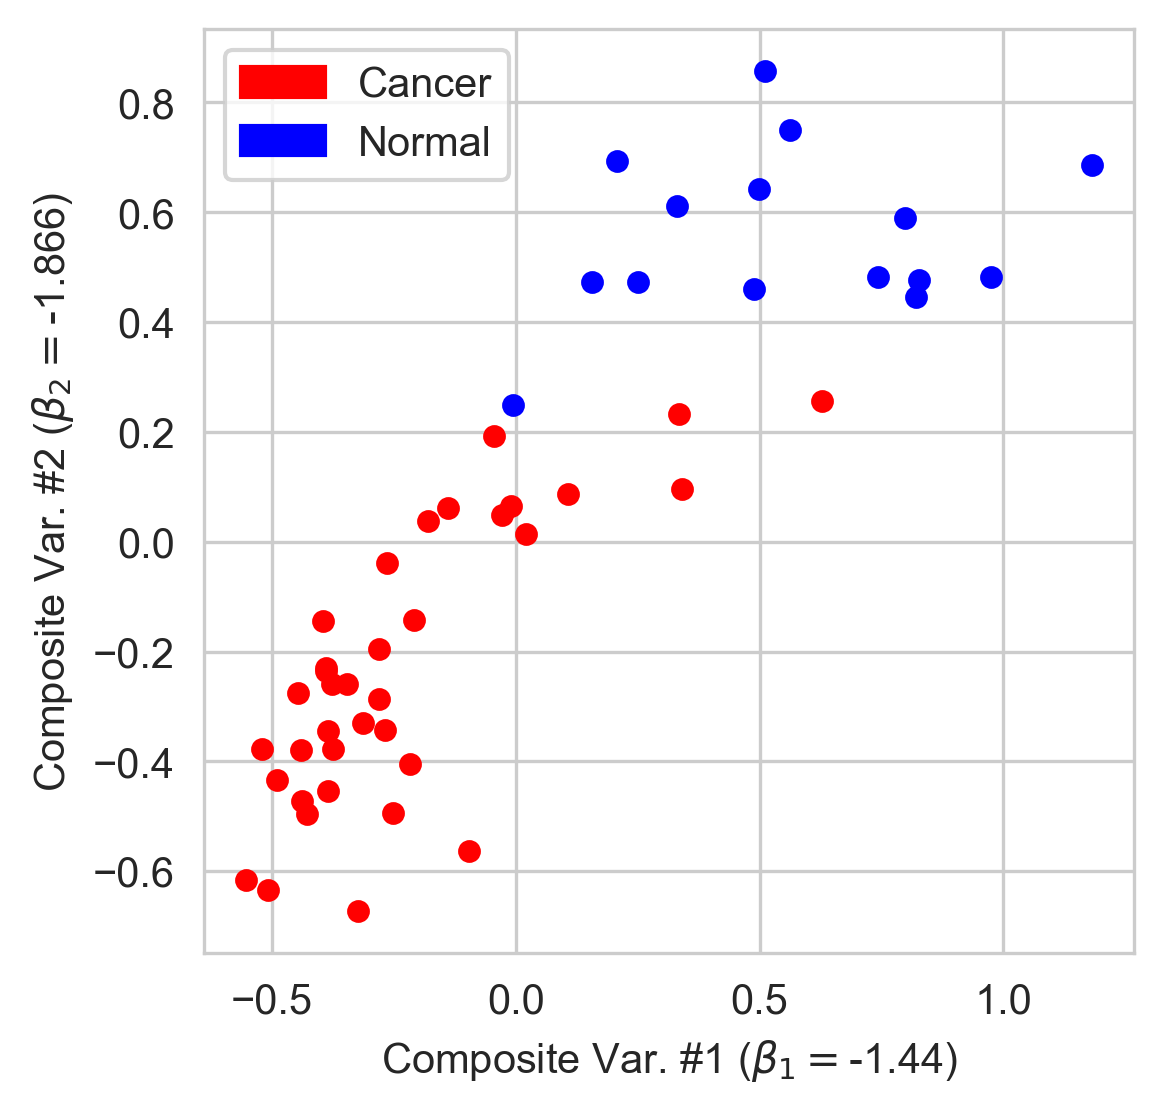 Cancer
Normal
0.8
0.6
0.4
0.2
0.0
−0.2
−0.4
−0.6
Composite Var. #2 (β₂ = -1.866)
−0.5 0.0 0.5 1.0
Composite Var. #1 (β₁ = -1.44)